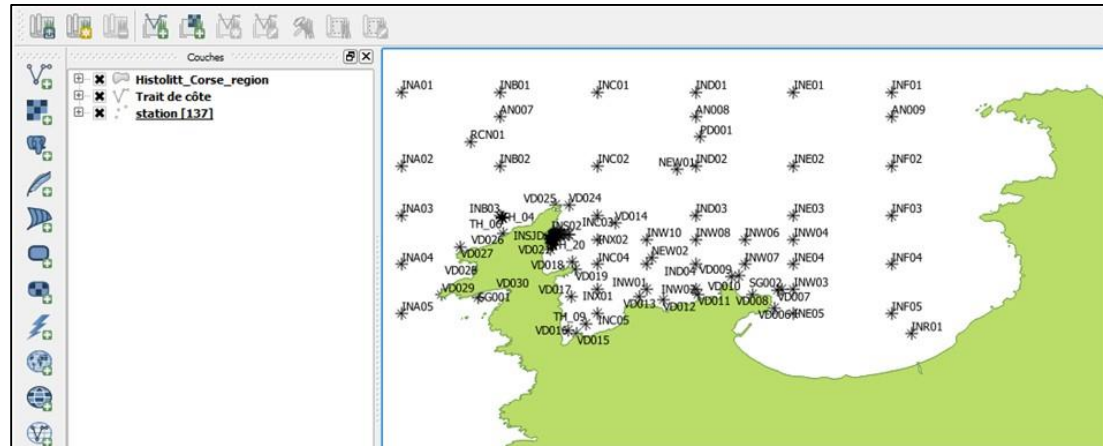 Couches
Histolitt_Corse_region
Trait de côte
station [137]
INA01 INB01 INC01 IND01 INE01 INF01
AN007 AN008 AN009
RCN01 PD001
INA02 INB02 INC02 NEW01 IND02 INE02 INF02
VD025 VD024
INA03 INB03 TH_04 INS02 INC03 VD014 IND03 INE03 INF03
TH_06 VD026 INSJD INX02 INW10 INW08 INW06 INW04
VD027 TH_20 NEW02
INA04 VD028 VD018 VD019 INC04 IND04 VD009 INW07 INE04 INF04
VD029 SG001 VD030 VD017 INX01 INW01 VD013 VD012 VD011 VD010 VD008 SG002 VD007 INW03
INA05 TH_09 INC05 VD006 INE05 INF05
VD016 VD015 INR01